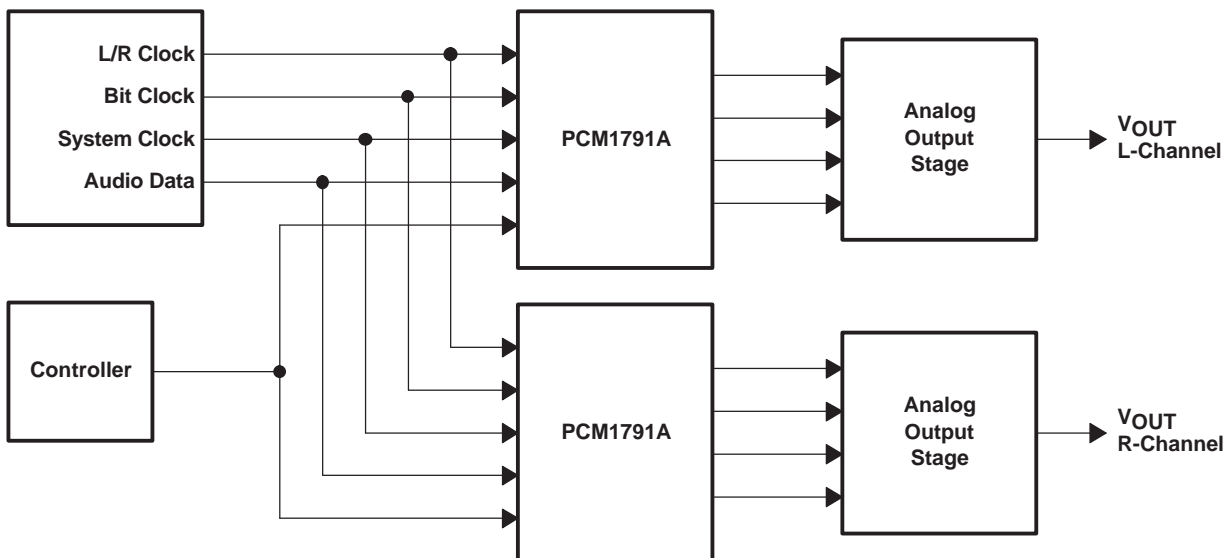 L/R Clock
Bit Clock
System Clock
Audio Data
PCM1791A
Analog
Output
Stage
VOUT
L-Channel
Controller
PCM1791A
Analog
Output
Stage
VOUT
R-Channel